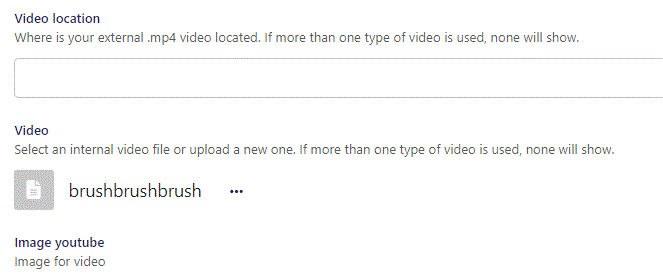 Video location
Where is your external .mp4 video located. If more than one type of video is used, none will show.
Video
Select an internal video file or upload a new one. If more than one type of video is used, none will show.
brushbrushbrush
Image youtube
Image for video